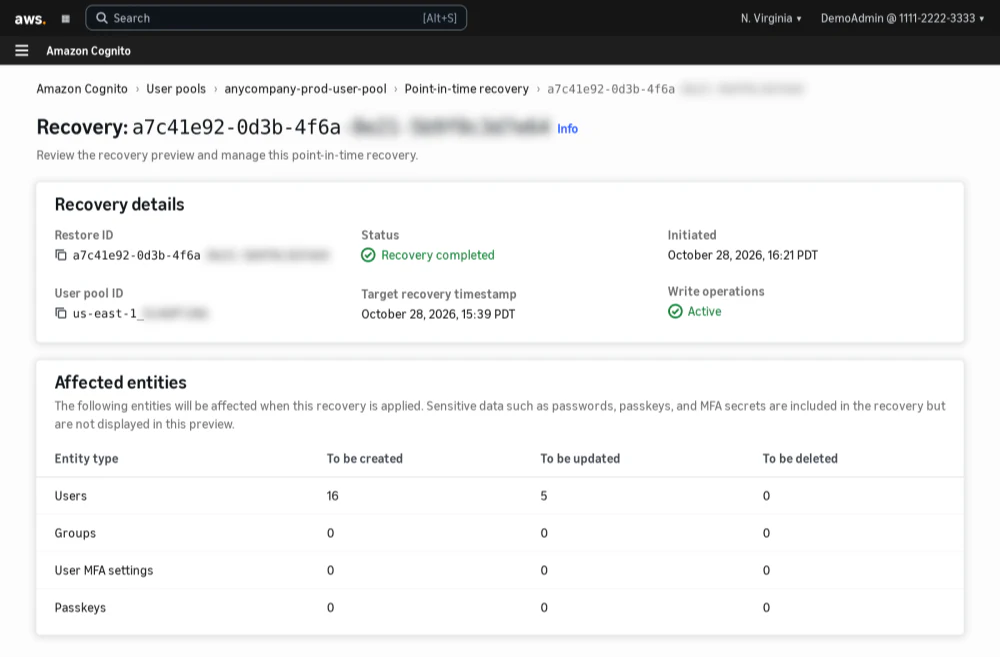 aws.
Search [Alt+S]
N. Virginia ▾ DemoAdmin @ 1111-2222-3333 ▾
Amazon Cognito
Amazon Cognito › User pools › anycompany-prod-user-pool › Point-in-time recovery › a7c41e92-0d3b-4f6a
Recovery: a7c41e92-0d3b-4f6a Info
Review the recovery preview and manage this point-in-time recovery.
Recovery details
Restore ID
a7c41e92-0d3b-4f6a
Status
Recovery completed
Initiated
October 28, 2026, 16:21 PDT
User pool ID
us-east-1_
Target recovery timestamp
October 28, 2026, 15:39 PDT
Write operations
Active
Affected entities
The following entities will be affected when this recovery is applied. Sensitive data such as passwords, passkeys, and MFA secrets are included in the recovery but
are not displayed in this preview.
Entity type To be created To be updated To be deleted
Users 16 5 0
Groups 0 0 0
User MFA settings 0 0 0
Passkeys 0 0 0